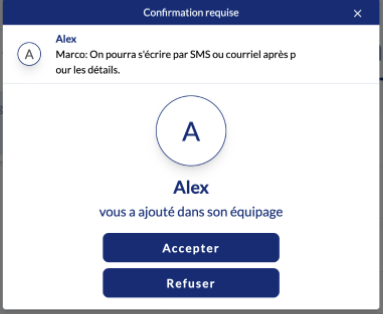 Confirmation requise
×
Alex
A
Marco: On pourra s'écrire par SMS ou courriel après p
our les détails.
A
Alex
vous a ajouté dans son équipage
Accepter
Refuser